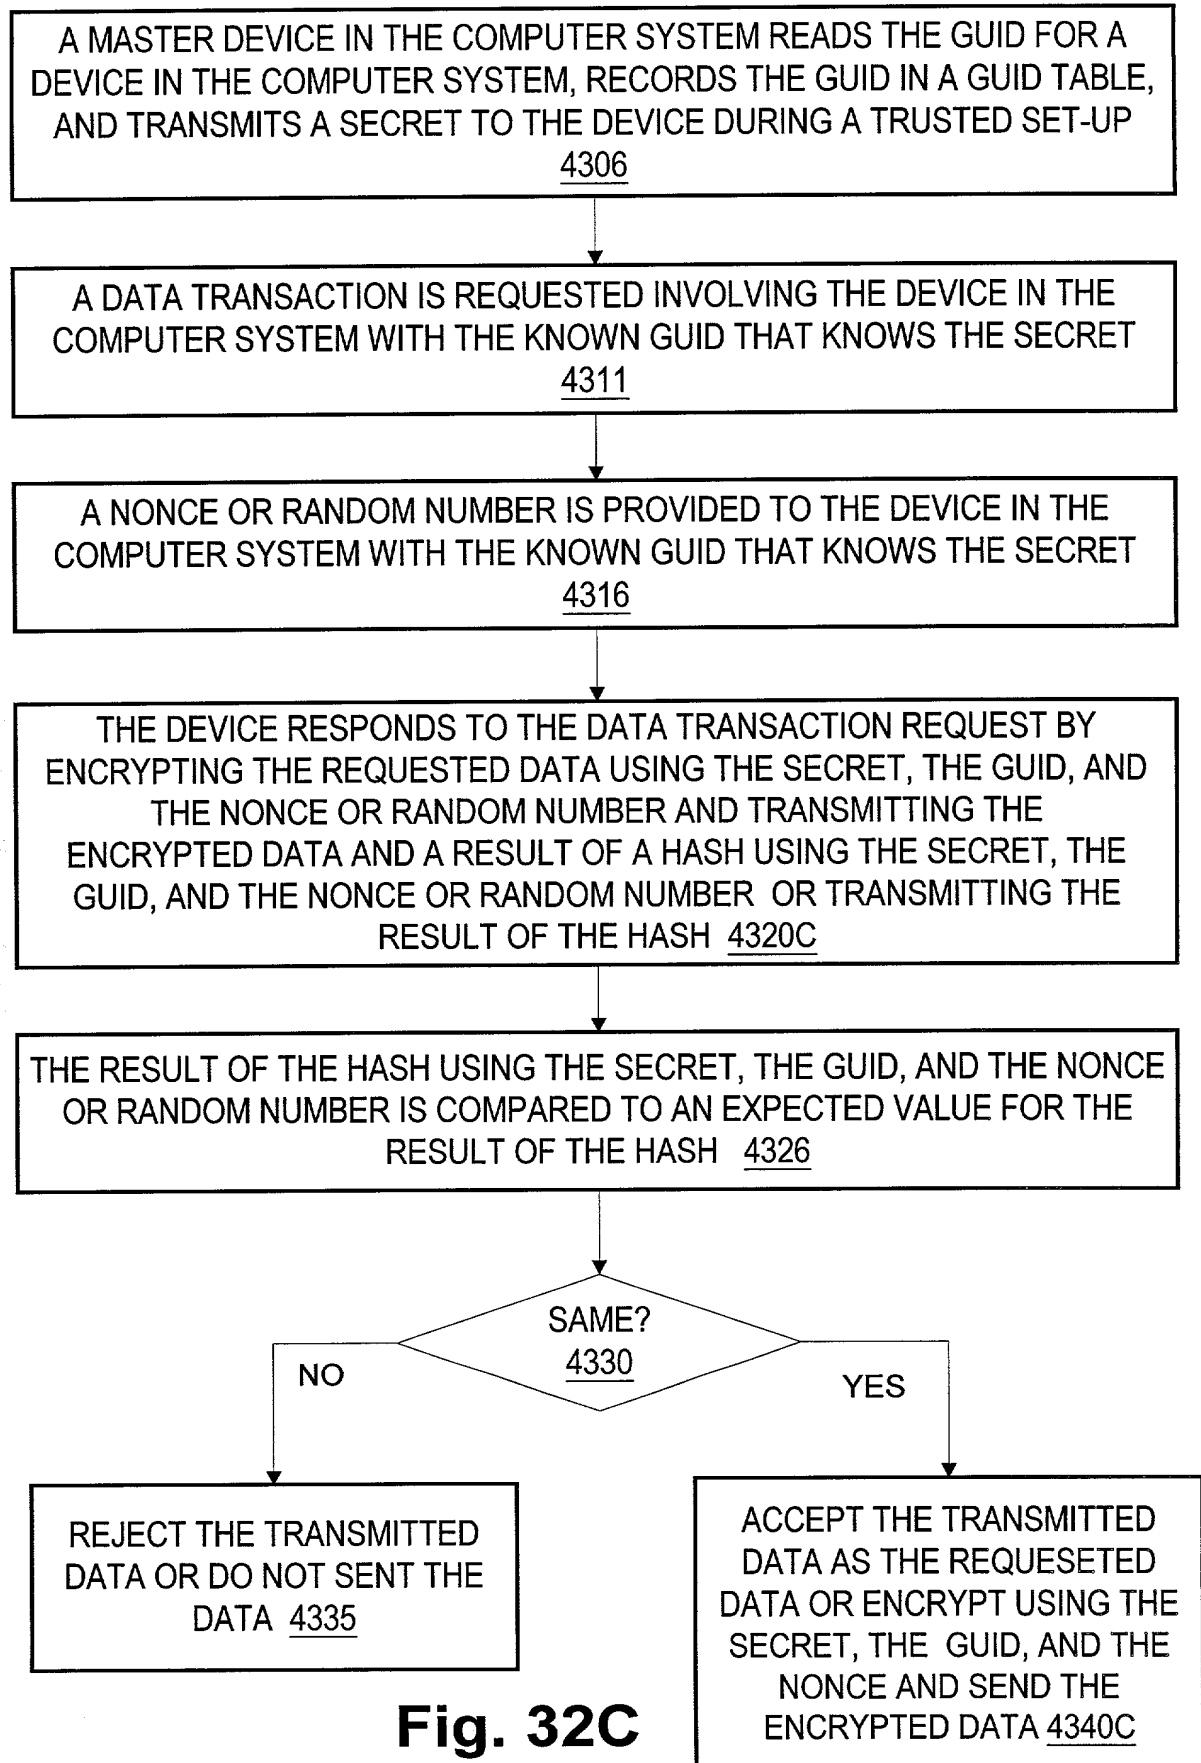 A MASTER DEVICE IN THE COMPUTER SYSTEM READS THE GUID FOR A
DEVICE IN THE COMPUTER SYSTEM, RECORDS THE GUID IN A GUID TABLE,
AND TRANSMITS A SECRET TO THE DEVICE DURING A TRUSTED SET-UP
4306
A DATA TRANSACTION IS REQUESTED INVOLVING THE DEVICE IN THE
COMPUTER SYSTEM WITH THE KNOWN GUID THAT KNOWS THE SECRET
4311
A NONCE OR RANDOM NUMBER IS PROVIDED TO THE DEVICE IN THE
COMPUTER SYSTEM WITH THE KNOWN GUID THAT KNOWS THE SECRET
4316
THE DEVICE RESPONDS TO THE DATA TRANSACTION REQUEST BY
ENCRYPTING THE REQUESTED DATA USING THE SECRET, THE GUID, AND
THE NONCE OR RANDOM NUMBER AND TRANSMITTING THE
ENCRYPTED DATA AND A RESULT OF A HASH USING THE SECRET, THE
GUID, AND THE NONCE OR RANDOM NUMBER OR TRANSMITTING THE
RESULT OF THE HASH 4320C
THE RESULT OF THE HASH USING THE SECRET, THE GUID, AND THE NONCE
OR RANDOM NUMBER IS COMPARED TO AN EXPECTED VALUE FOR THE
RESULT OF THE HASH 4326
SAME?
4330
NO
YES
REJECT THE TRANSMITTED
DATA OR DO NOT SENT THE
DATA 4335
ACCEPT THE TRANSMITTED
DATA AS THE REQUESETED
DATA OR ENCRYPT USING THE
SECRET, THE GUID, AND THE
NONCE AND SEND THE
ENCRYPTED DATA 4340C
Fig. 32C